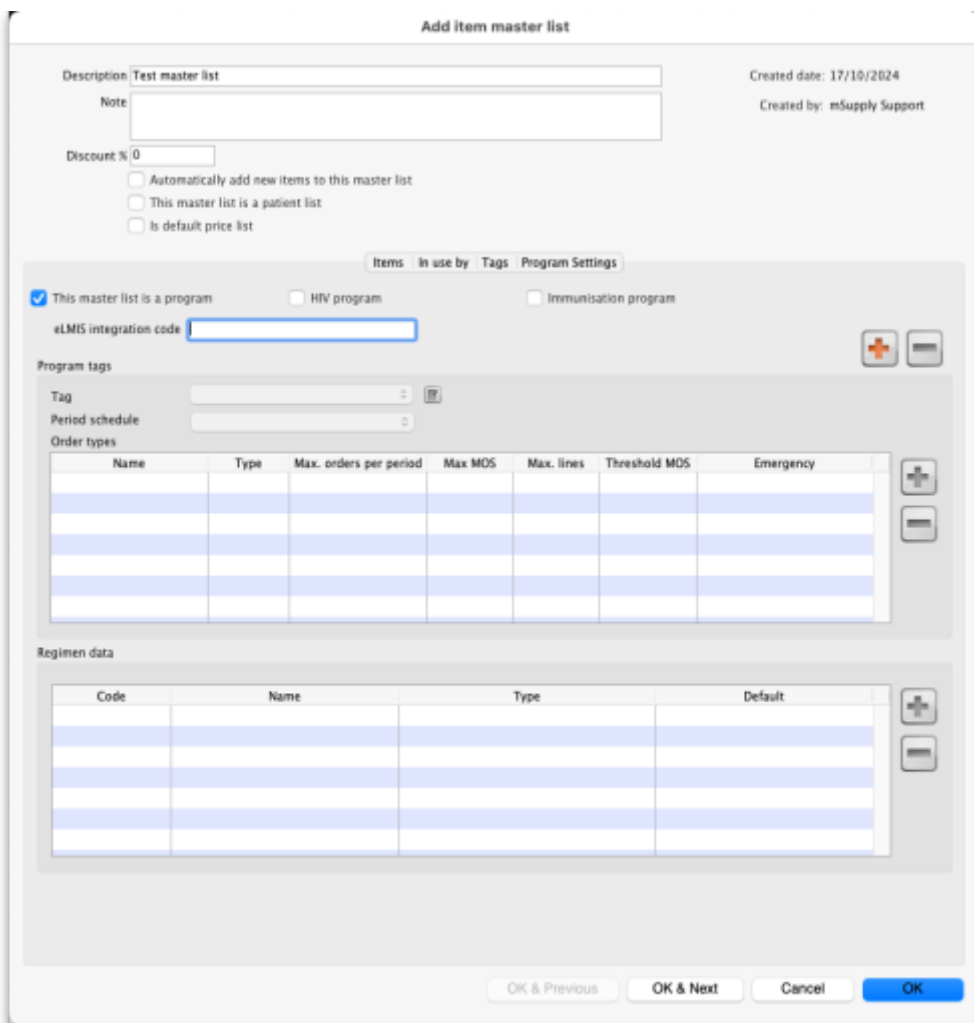 Add item master list
Description Test master list
Created date: 17/10/2024
Note
Created by: mSupply Support
Discount % 0
Automatically add new items to this master list
This master list is a patient list
Is default price list
Items In use by Tags Program Settings
This master list is a program HIV program Immunisation program
eLMIS integration code
Program tags
Tag
Period schedule
Order types
Name Type Max. orders per period Max MOS Max. lines Threshold MOS Emergency
Regimen data
Code Name Type Default
OK & Previous OK & Next Cancel OK